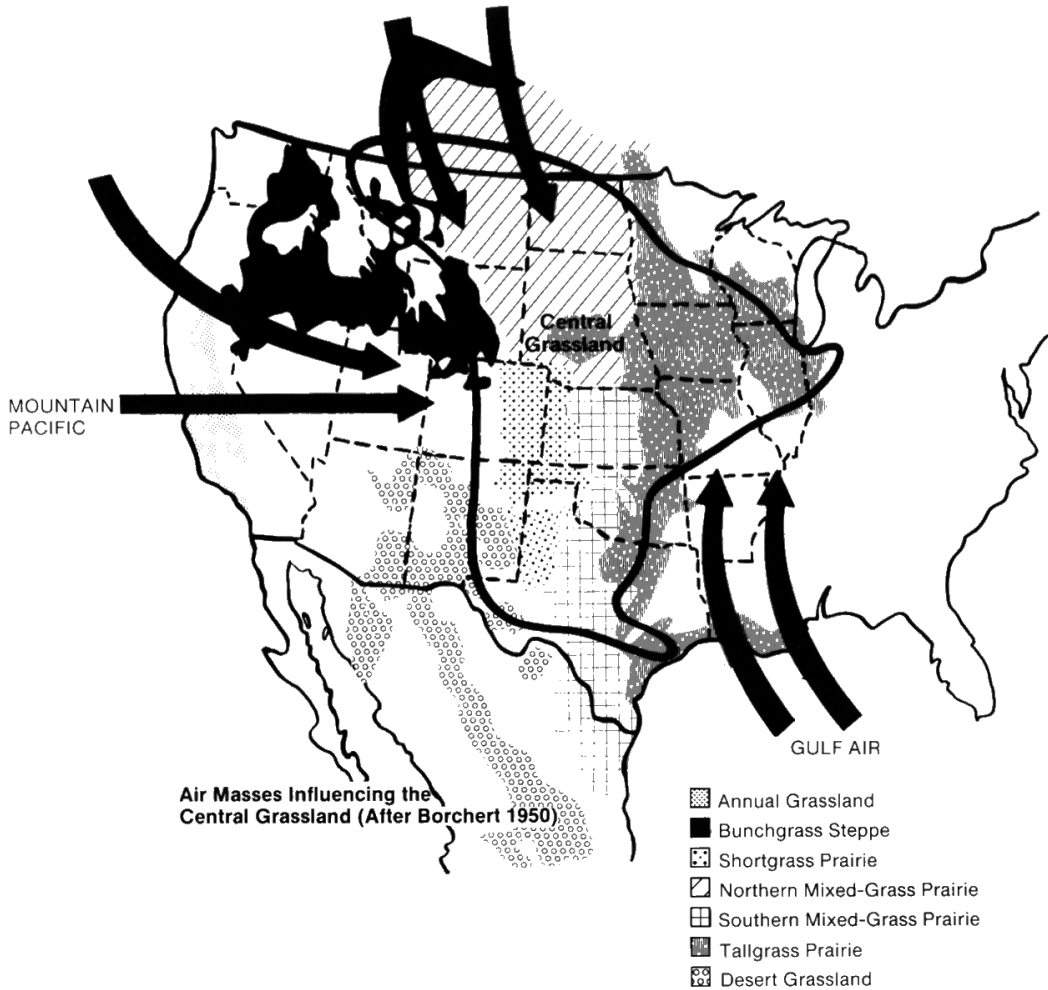 Central
Grassland
MOUNTAIN
PACIFIC
GULF AIR
Air Masses Influencing the
Central Grassland (After Borchert 1950)
Annual Grassland
Bunchgrass Steppe
Shortgrass Prairie
Northern Mixed-Grass Prairie
Southern Mixed-Grass Prairie
Tallgrass Prairie
Desert Grassland